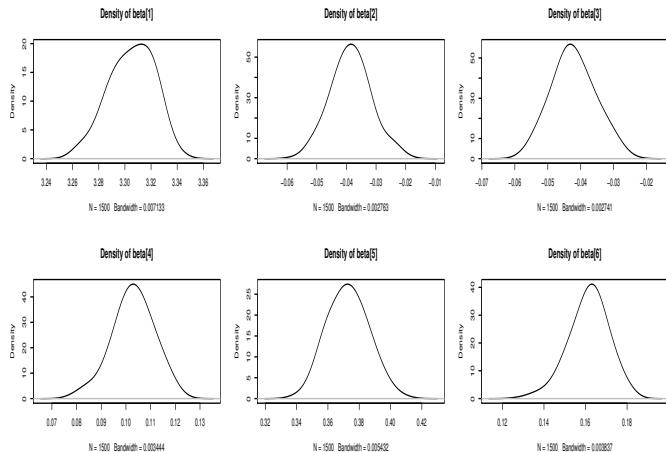 Density of beta[1]
Density
20
15
10
5
0
3.24 3.26 3.28 3.30 3.32 3.34 3.36
N = 1500 Bandwidth = 0.007133
Density of beta[2]
Density
50
30
10
0
−0.06 −0.05 −0.04 −0.03 −0.02 −0.01
N = 1500 Bandwidth = 0.002763
Density of beta[3]
Density
50
30
10
0
−0.07 −0.06 −0.05 −0.04 −0.03 −0.02
N = 1500 Bandwidth = 0.002741
Density of beta[4]
Density
40
30
20
10
0
0.07 0.08 0.09 0.10 0.11 0.12 0.13
N = 1500 Bandwidth = 0.003444
Density of beta[5]
Density
25
15
10
5
0
0.32 0.34 0.36 0.38 0.40 0.42
N = 1500 Bandwidth = 0.005432
Density of beta[6]
Density
40
30
20
10
0
0.12 0.14 0.16 0.18
N = 1500 Bandwidth = 0.003837